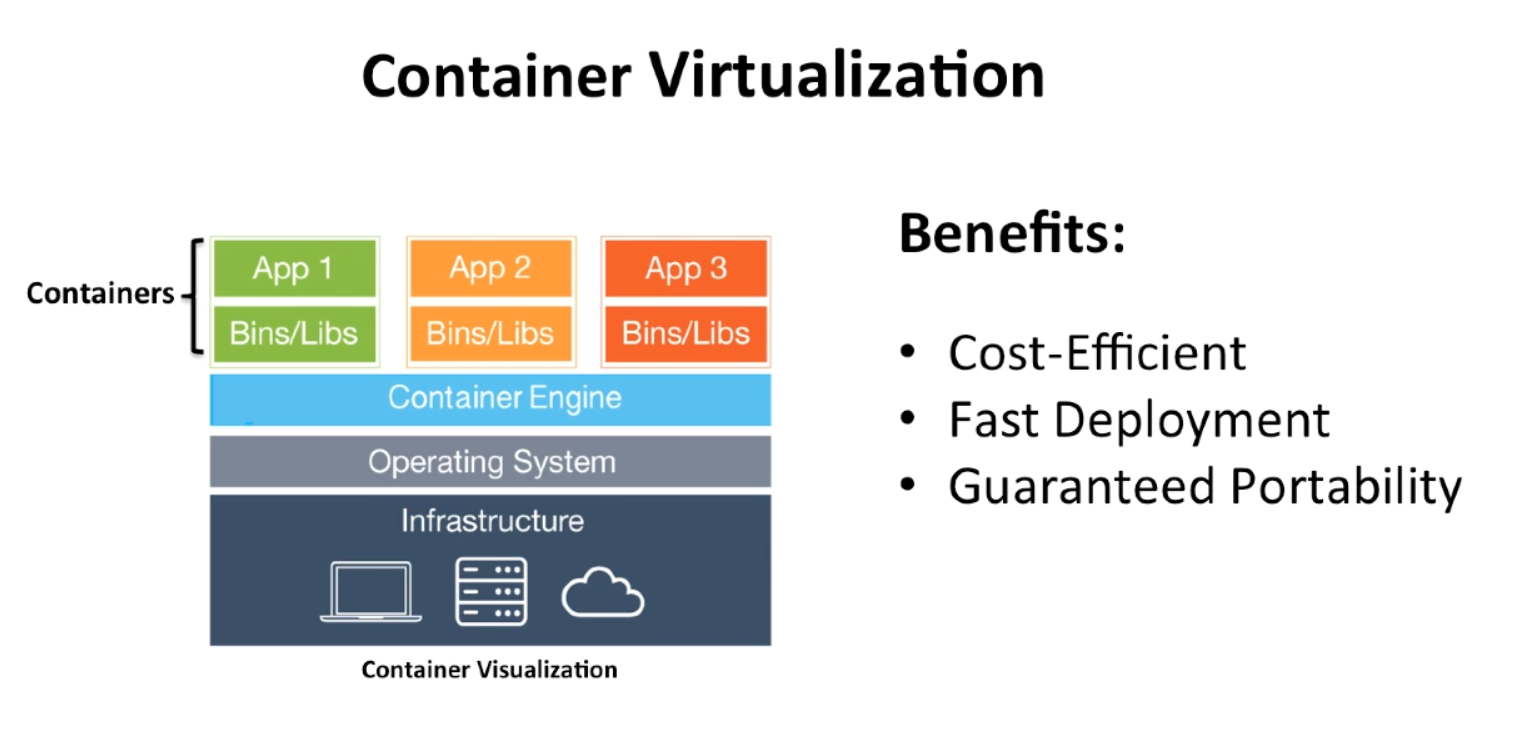 Container Virtualization
Containers
App 1
App 2
App 3
Bins/Libs
Bins/Libs
Bins/Libs
Container Engine
Operating System
Infrastructure
Container Visualization
Benefits:
• Cost-Efficient
• Fast Deployment
• Guaranteed Portability